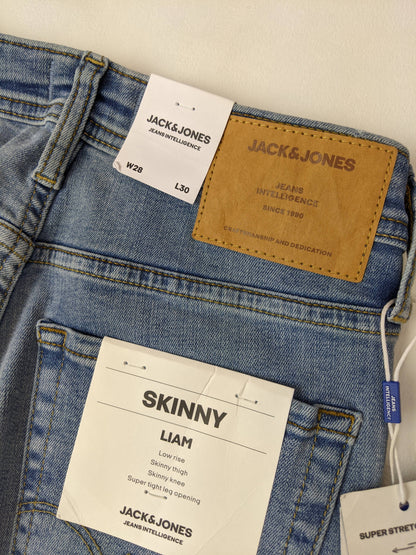 JACK&JONES
JEANS INTELLIGENCE
W28
L30
JACK&JONES
JEANS
INTELLIGENCE
SINCE 1990
CRAFTSMANSHIP AND DEDICATION
SKINNY
LIAM
Low rise
Skinny thigh
Skinny knee
Super tight leg opening
JACK&JONES
JEANS INTELLIGENCE
JEANS
INTELLIGENCE
SUPER STRETC